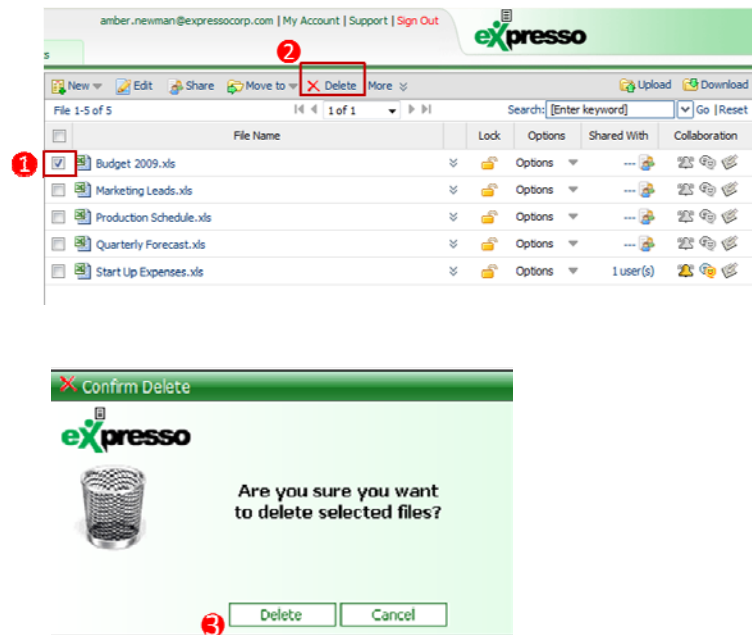 amber.newman@expressocorp.com | My Account | Support | Sign Out
eXpresso
s
2
New Edit Share Move to Delete More Upload Download
File 1-5 of 5 1 of 1 Search: [Enter keyword] Go | Reset
File Name Lock Options Shared With Collaboration
1
Budget 2009.xls Options ---
Marketing Leads.xls Options ---
Production Schedule.xls Options ---
Quarterly Forecast.xls Options ---
Start Up Expenses.xls Options 1 user(s)
Confirm Delete
eXpresso
Are you sure you want
to delete selected files?
3
Delete Cancel